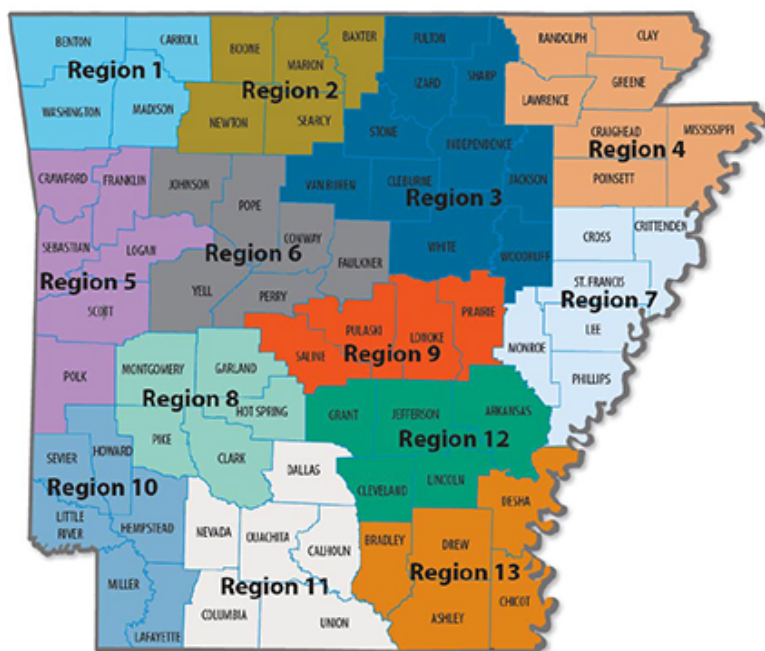 BENTON
CARROLL
Region 1
WASHINGTON
MADISON
BOONE
MARION
BAXTER
Region 2
NEWTON
SEARCY
FULTON
IZARD
SHARP
STONE
INDEPENDENCE
VAN BUREN
CLEBURNE
JACKSON
Region 3
WHITE
WOODRUFF
RANDOLPH
CLAY
LAWRENCE
GREENE
CRAIGHEAD
MISSISSIPPI
Region 4
POINSETT
CRAWFORD
FRANKLIN
SEBASTIAN
LOGAN
Region 5
SCOTT
POLK
JOHNSON
POPE
CONWAY
Region 6
FAULKNER
YELL
PERRY
CROSS
CRITTENDEN
ST. FRANCIS
Region 7
LEE
MONROE
PHILLIPS
MONTGOMERY
GARLAND
Region 8
HOT SPRING
PIKE
CLARK
PULASKI
LONOKE
PRAIRIE
SALINE
Region 9
SEVIER
HOWARD
Region 10
LITTLE
RIVER
HEMPSTEAD
MILLER
LAFAYETTE
DALLAS
NEVADA
OUACHITA
CALHOUN
Region 11
COLUMBIA
UNION
GRANT
JEFFERSON
ARKANSAS
Region 12
CLEVELAND
LINCOLN
DESHA
BRADLEY
DREW
Region 13
ASHLEY
CHICOT